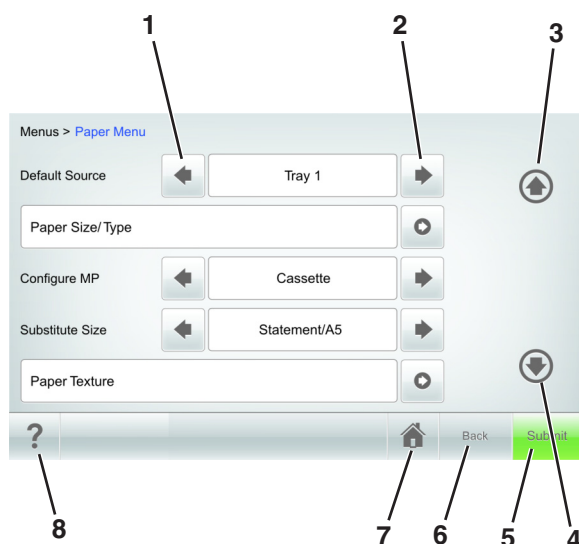 1 2 3
Menus > Paper Menu
Default Source Tray 1
Paper Size/Type
Configure MP Cassette
Substitute Size Statement/A5
Paper Texture
? Back Submit
8 7 6 5 4